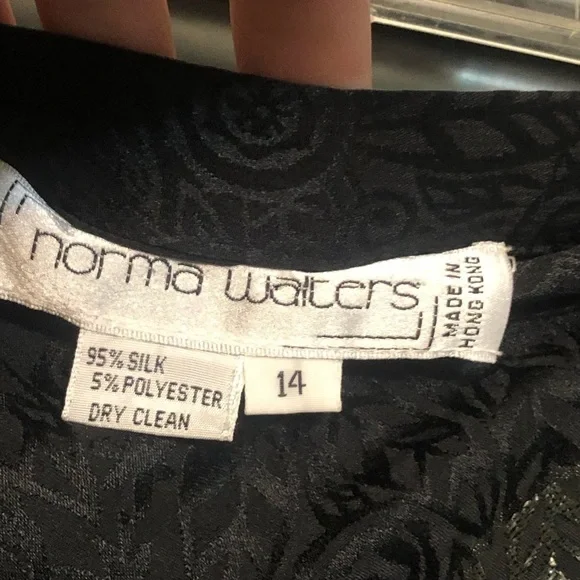 norma walters
MADE IN
HONG KONG
95% SILK
5% POLYESTER
DRY CLEAN
14